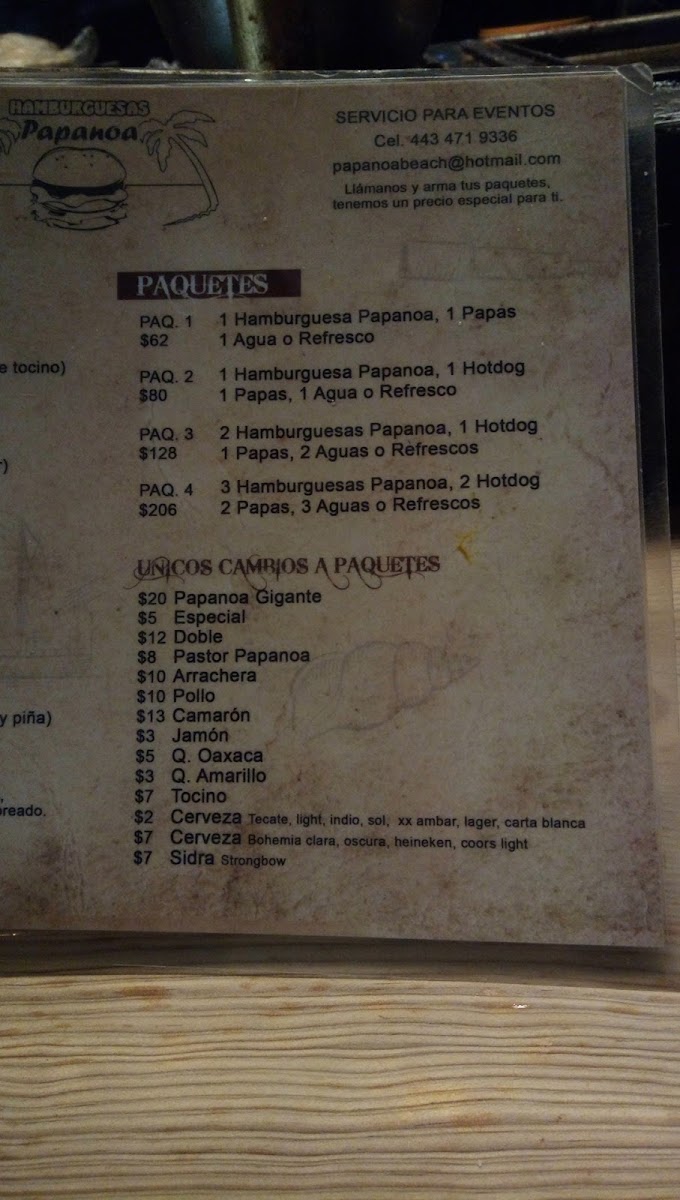 HAMBURGUESAS
Papanoa
SERVICIO PARA EVENTOS
Cel. 443 471 9336
papanoabeach@hotmail.com
Llámanos y arma tus paquetes,
tenemos un precio especial para ti.
PAQUETES
PAQ. 1 1 Hamburguesa Papanoa, 1 Papas
$62 1 Agua o Refresco
PAQ. 2 1 Hamburguesa Papanoa, 1 Hotdog
$80 1 Papas, 1 Agua o Refresco
PAQ. 3 2 Hamburguesas Papanoa, 1 Hotdog
$128 1 Papas, 2 Aguas o Refrescos
PAQ. 4 3 Hamburguesas Papanoa, 2 Hotdog
$206 2 Papas, 3 Aguas o Refrescos
UNICOS CAMBIOS A PAQUETES
$20 Papanoa Gigante
$5 Especial
$12 Doble
$8 Pastor Papanoa
$10 Arrachera
$10 Pollo
$13 Camarón
$3 Jamón
$5 Q. Oaxaca
$3 Q. Amarillo
$7 Tocino
$2 Cerveza Tecate, light, indio, sol, xx ambar, lager, carta blanca
$7 Cerveza Bohemia clara, oscura, heineken, coors light
$7 Sidra Strongbow
e tocino)
y piña)